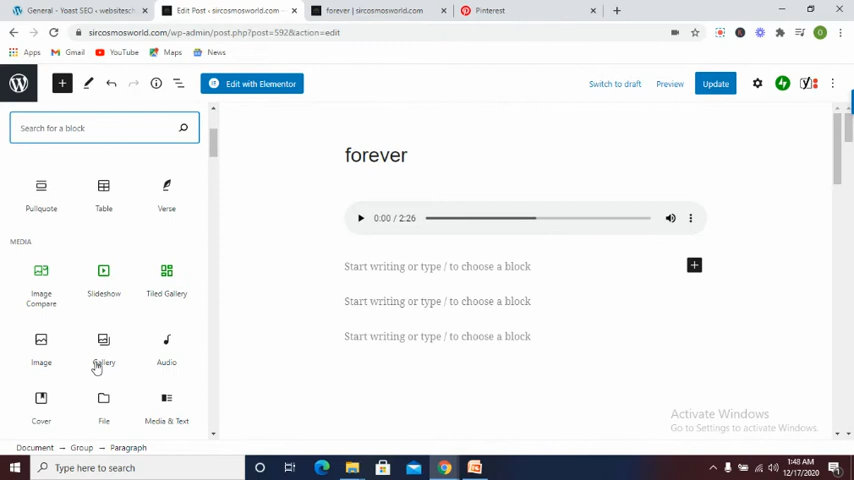 General - Yoast SEO ‹ websitesch
Edit Post ‹ sircosmosworld.com —
forever | sircosmosworld.com
Pinterest
sircosmosworld.com/wp-admin/post.php?post=592&action=edit
Apps
Gmail
YouTube
Maps
News
Edit with Elementor
Switch to draft
Preview
Update
Search for a block
forever
Pullquote
Table
Verse
0:00 / 2:26
MEDIA
Start writing or type / to choose a block
Image Compare
Slideshow
Tiled Gallery
Start writing or type / to choose a block
Start writing or type / to choose a block
Image
Gallery
Audio
Cover
File
Media & Text
Activate Windows
Go to Settings to activate Windows.
Document → Group → Paragraph
Type here to search
1:48 AM
12/17/2020